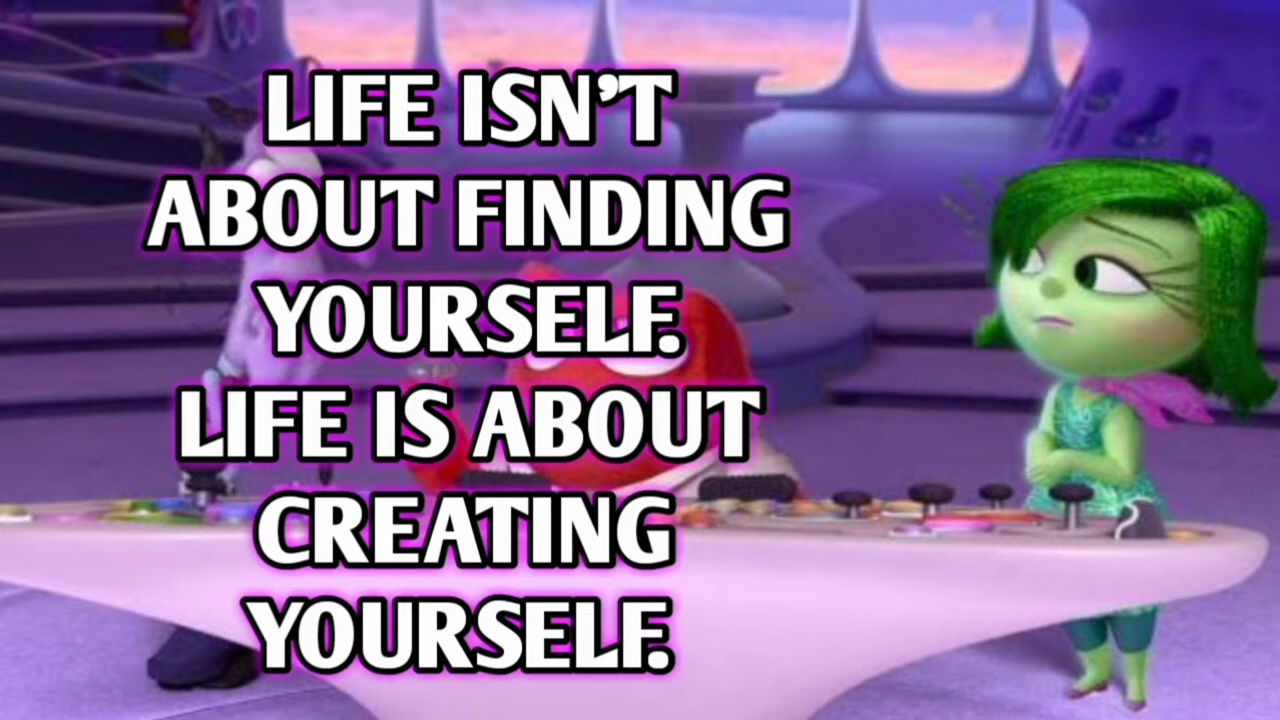 LIFE ISN'T
ABOUT FINDING
YOURSELF.
LIFE IS ABOUT
CREATING
YOURSELF.